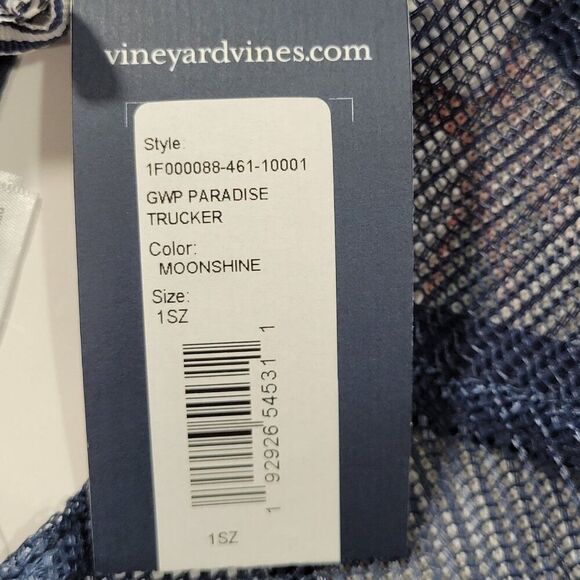 vineyardvines.com
Style:
1F000088-461-10001
GWP PARADISE
TRUCKER
Color:
MOONSHINE
Size:
1SZ
1 92926 54531 1
1SZ